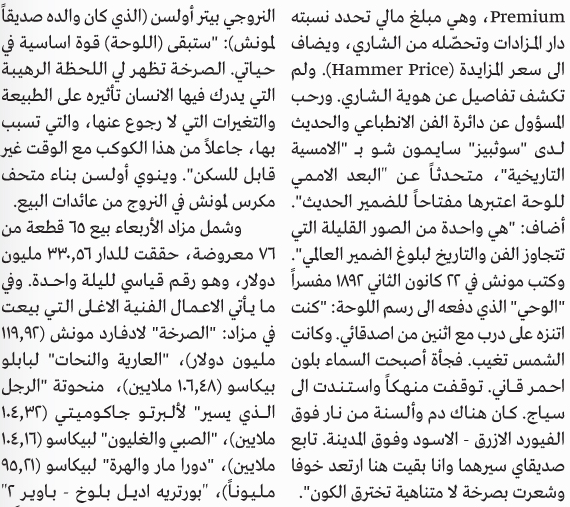 Premium، وهي مبلغ مالي تحدد نسبته
دار المزادات وتحصّله من الشاري، ويضاف
الى سعر المزايدة (Hammer Price). ولم
تكشف تفاصيل عن هوية الشاري. ورحب
المسؤول عن دائرة الفن الانطباعي والحديث
لدى "سوثبيز" سايمون شو بـ "الامسية
التاريخية"، متحدثاً عن "البعد الاممي
للوحة اعتبرها مفتاحاً للضمير الحديث".
أضاف: "هي واحدة من الصور القليلة التي
تتجاوز الفن والتاريخ لبلوغ الضمير العالمي".
وكتب مونش في ٢٢ كانون الثاني ١٨٩٢ مفسراً
"الوحي" الذي دفعه الى رسم اللوحة: "كنت
اتنزه على درب مع اثنين من اصدقائي. وكانت
الشمس تغيب. فجأة أصبحت السماء بلون
احمر قاني. توقفت منهكاً واستندت الى
سياج. كان هناك دم وألسنة من نار فوق
الفيورد الازرق - الاسود وفوق المدينة. تابع
صديقاي سيرهما وانا بقيت هنا ارتعد خوفا
وشعرت بصرخة لا متناهية تخترق الكون".
النروجي بيتر أولسن (الذي كان والده صديقاً
لمونش): "ستبقى (اللوحة) قوة اساسية في
حياتي. الصرخة تظهر لي اللحظة الرهيبة
التي يدرك فيها الانسان تأثيره على الطبيعة
والتغيرات التي لا رجوع عنها، والتي تسبب
بها، جاعلاً من هذا الكوكب مع الوقت غير
قابل للسكن". وينوي أولسن بناء متحف
مكرس لمونش في النروج من عائدات البيع.
وشمل مزاد الأربعاء بيع ٦٥ قطعة من
٧٦ معروضة، حققت للدار ٣٣٠,٥٦ مليون
دولار، وهو رقم قياسي لليلة واحدة. وفي
ما يأتي الاعمال الفنية الاغلى التي بيعت
في مزاد: "الصرخة" لادفارد مونش (١١٩,٩٢
مليون دولار)، "العارية والنحات" لبابلو
بيكاسو (١٠٦,٤٨ ملايين)، منحوتة "الرجل
الذي يسير" لألبرتو جاكوميتي (١٠٤,٣٢
ملايين)، "الصبي والغليون" لبيكاسو (١٠٤,١٦
ملايين)، "دورا مار والهرة" لبيكاسو (٩٥,٢١
مليوناً)، "بورتريه اديل بلوخ - باوير ٢"